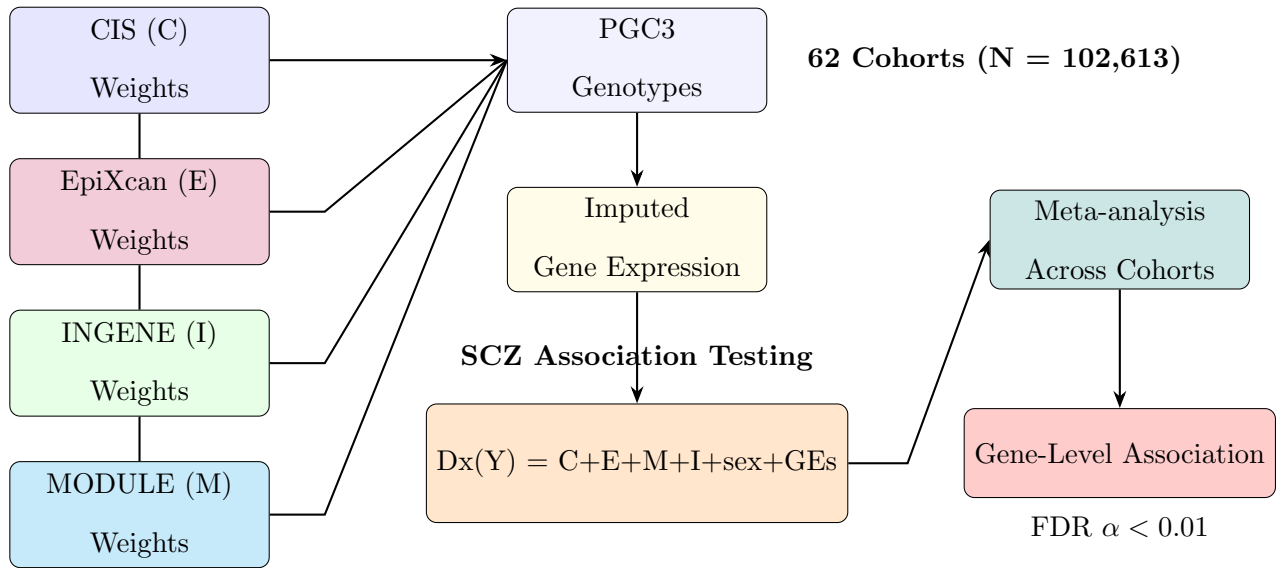 CIS (C)
Weights
EpiXcan (E)
Weights
INGENE (I)
Weights
MODULE (M)
Weights
PGC3
Genotypes
62 Cohorts (N = 102,613)
Imputed
Gene Expression
SCZ Association Testing
Dx(Y) = C+E+M+I+sex+GEs
Meta-analysis
Across Cohorts
Gene-Level Association
FDR α < 0.01